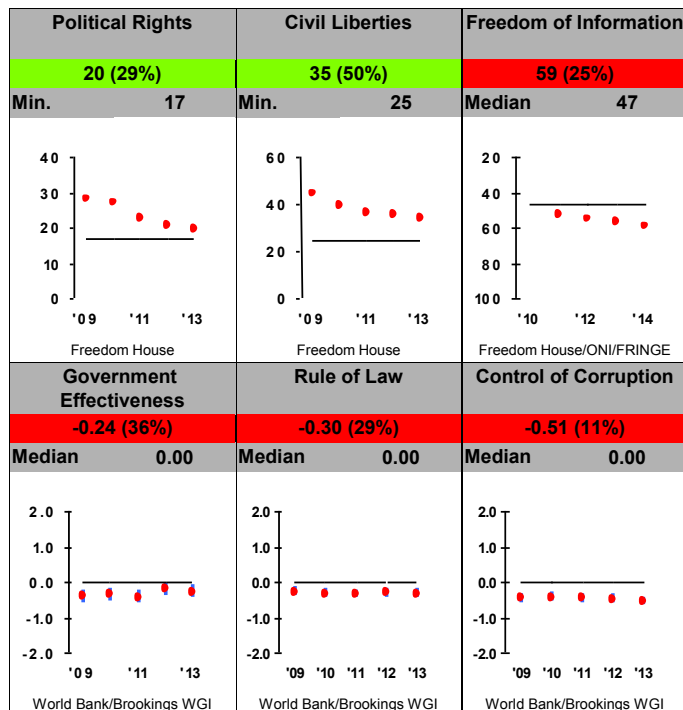 Political Rights
Civil Liberties
Freedom of Information
20 (29%)
35 (50%)
59 (25%)
Min. 17
Min. 25
Median 47
40
30
20
10
0
'09 '11 '13
Freedom House
60
40
20
0
'09 '11 '13
Freedom House
20
40
60
80
100
'10 '12 '14
Freedom House/ONI/FRINGE
Government
Effectiveness
Rule of Law
Control of Corruption
-0.24 (36%)
-0.30 (29%)
-0.51 (11%)
Median 0.00
Median 0.00
Median 0.00
2.0
1.0
0.0
-1.0
-2.0
'09 '11 '13
World Bank/Brookings WGI
2.0
1.0
0.0
-1.0
-2.0
'09 '10 '11 '12 '13
World Bank/Brookings WGI
2.0
1.0
0.0
-1.0
-2.0
'09 '10 '11 '12 '13
World Bank/Brookings WGI